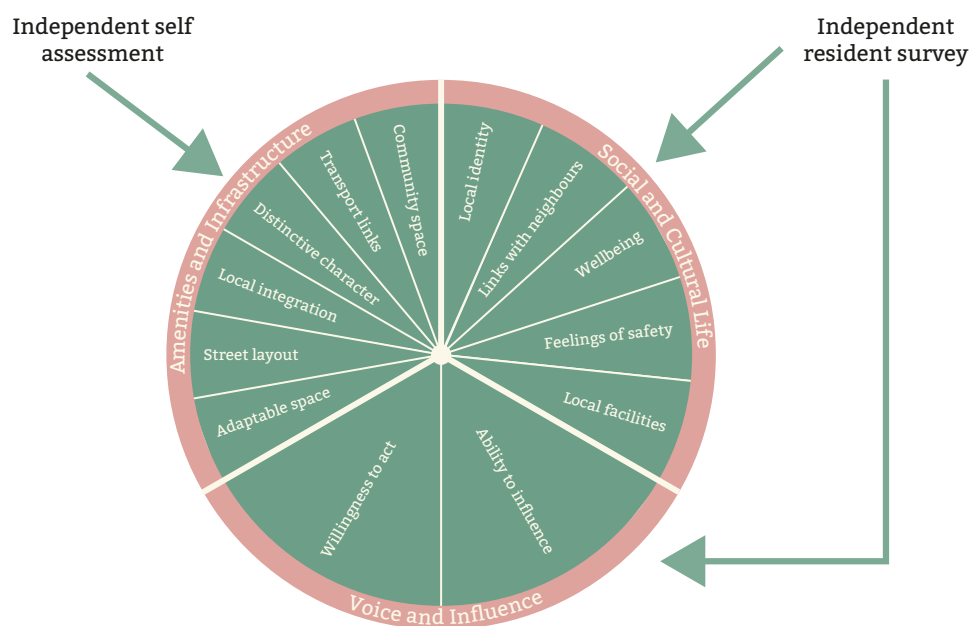 Independent self
assessment
Independent
resident survey
Amenities and Infrastructure
Social and Cultural Life
Voice and Influence
Community space
Transport links
Distinctive character
Local integration
Street layout
Adaptable space
Local identity
Links with neighbours
Wellbeing
Feelings of safety
Local facilities
Willingness to act
Ability to influence